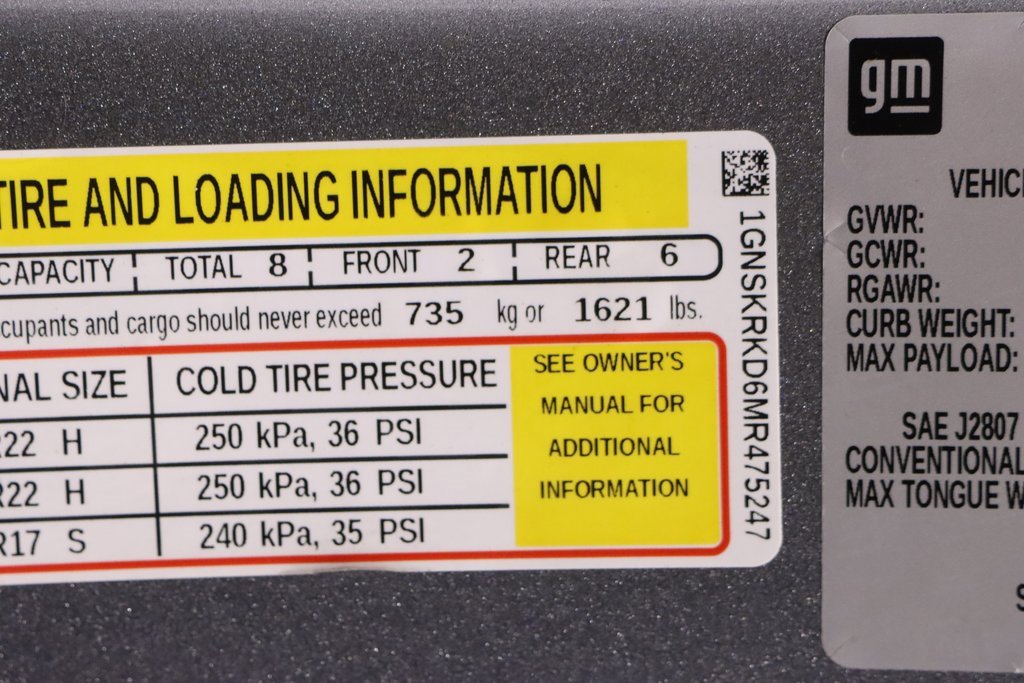 TIRE AND LOADING INFORMATION
CAPACITY TOTAL 8 FRONT 2 REAR 6
cupants and cargo should never exceed 735 kg or 1621 lbs.
NAL SIZE COLD TIRE PRESSURE
R22 H 250 kPa, 36 PSI
R22 H 250 kPa, 36 PSI
R17 S 240 kPa, 35 PSI
SEE OWNER'S
MANUAL FOR
ADDITIONAL
INFORMATION
1GNSKRKD6MR475247
gm
VEHIC
GVWR:
GCWR:
RGAWR:
CURB WEIGHT:
MAX PAYLOAD:
SAE J2807
CONVENTIONAL
MAX TONGUE W
S